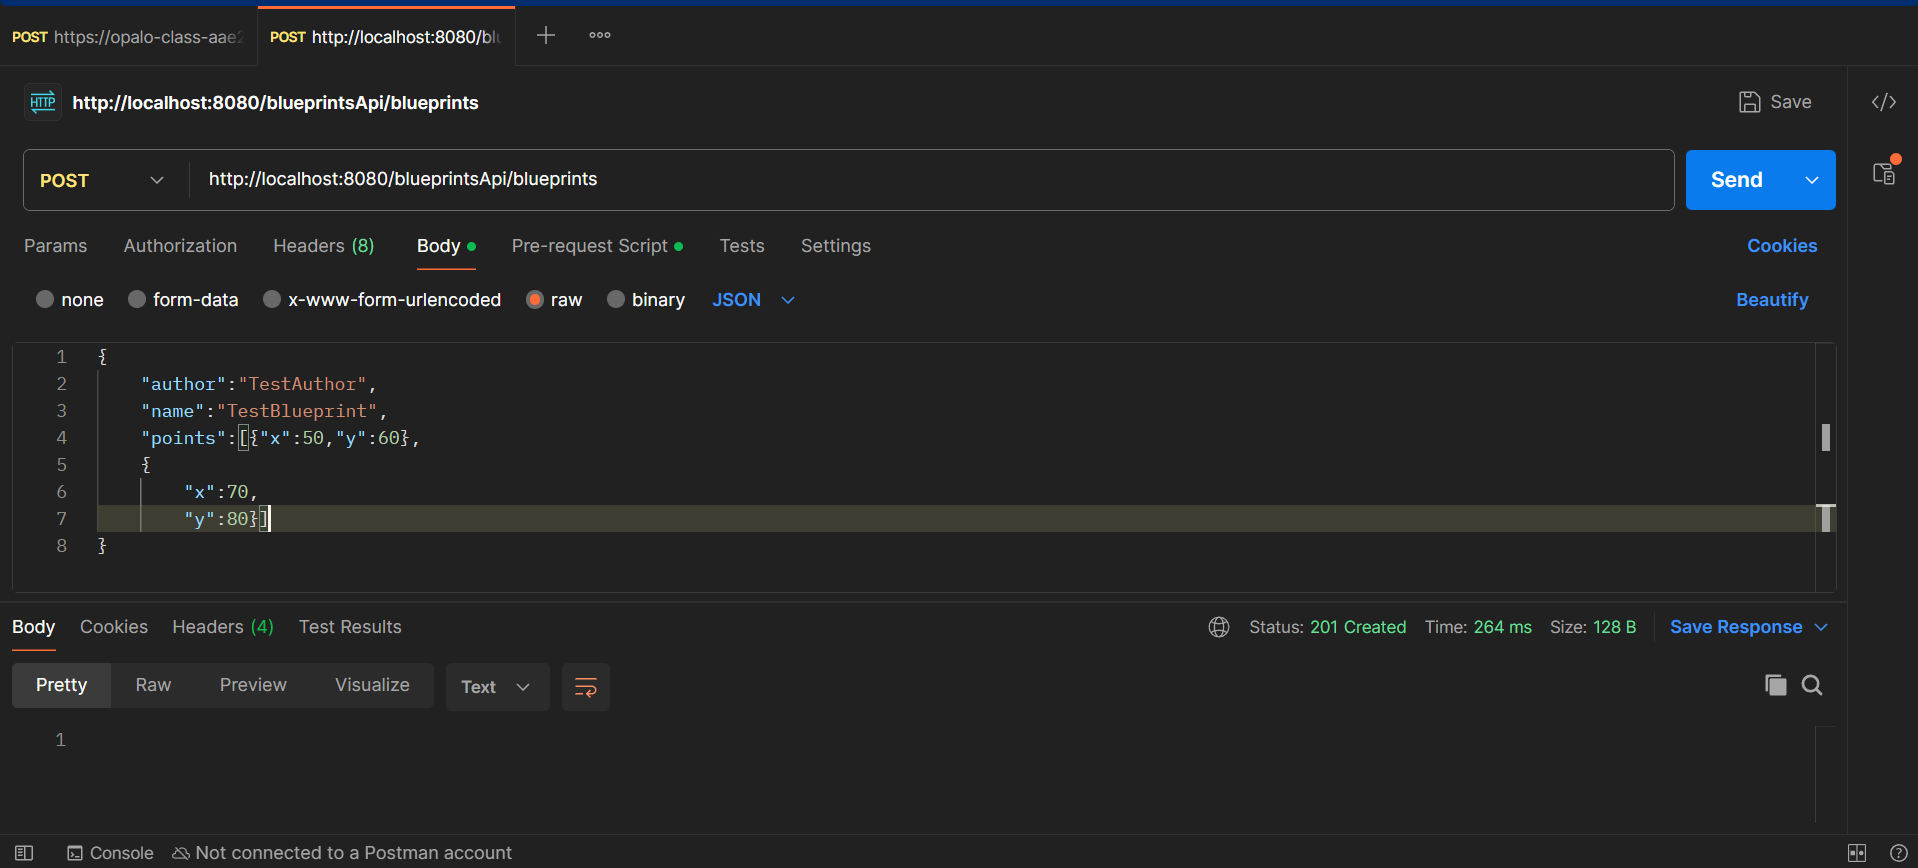 POST https://opalo-class-aae2 POST http://localhost:8080/blu
HTTP http://localhost:8080/blueprintsApi/blueprints Save
POST http://localhost:8080/blueprintsApi/blueprints Send
Params Authorization Headers (8) Body Pre-request Script Tests Settings Cookies
none form-data x-www-form-urlencoded raw binary JSON Beautify
1 {
2 "author":"TestAuthor",
3 "name":"TestBlueprint",
4 "points":[{"x":50,"y":60},
5 {
6 "x":70,
7 "y":80}]
8 }
Body Cookies Headers (4) Test Results Status: 201 Created Time: 264 ms Size: 128 B Save Response
Pretty Raw Preview Visualize Text
1
Console Not connected to a Postman account